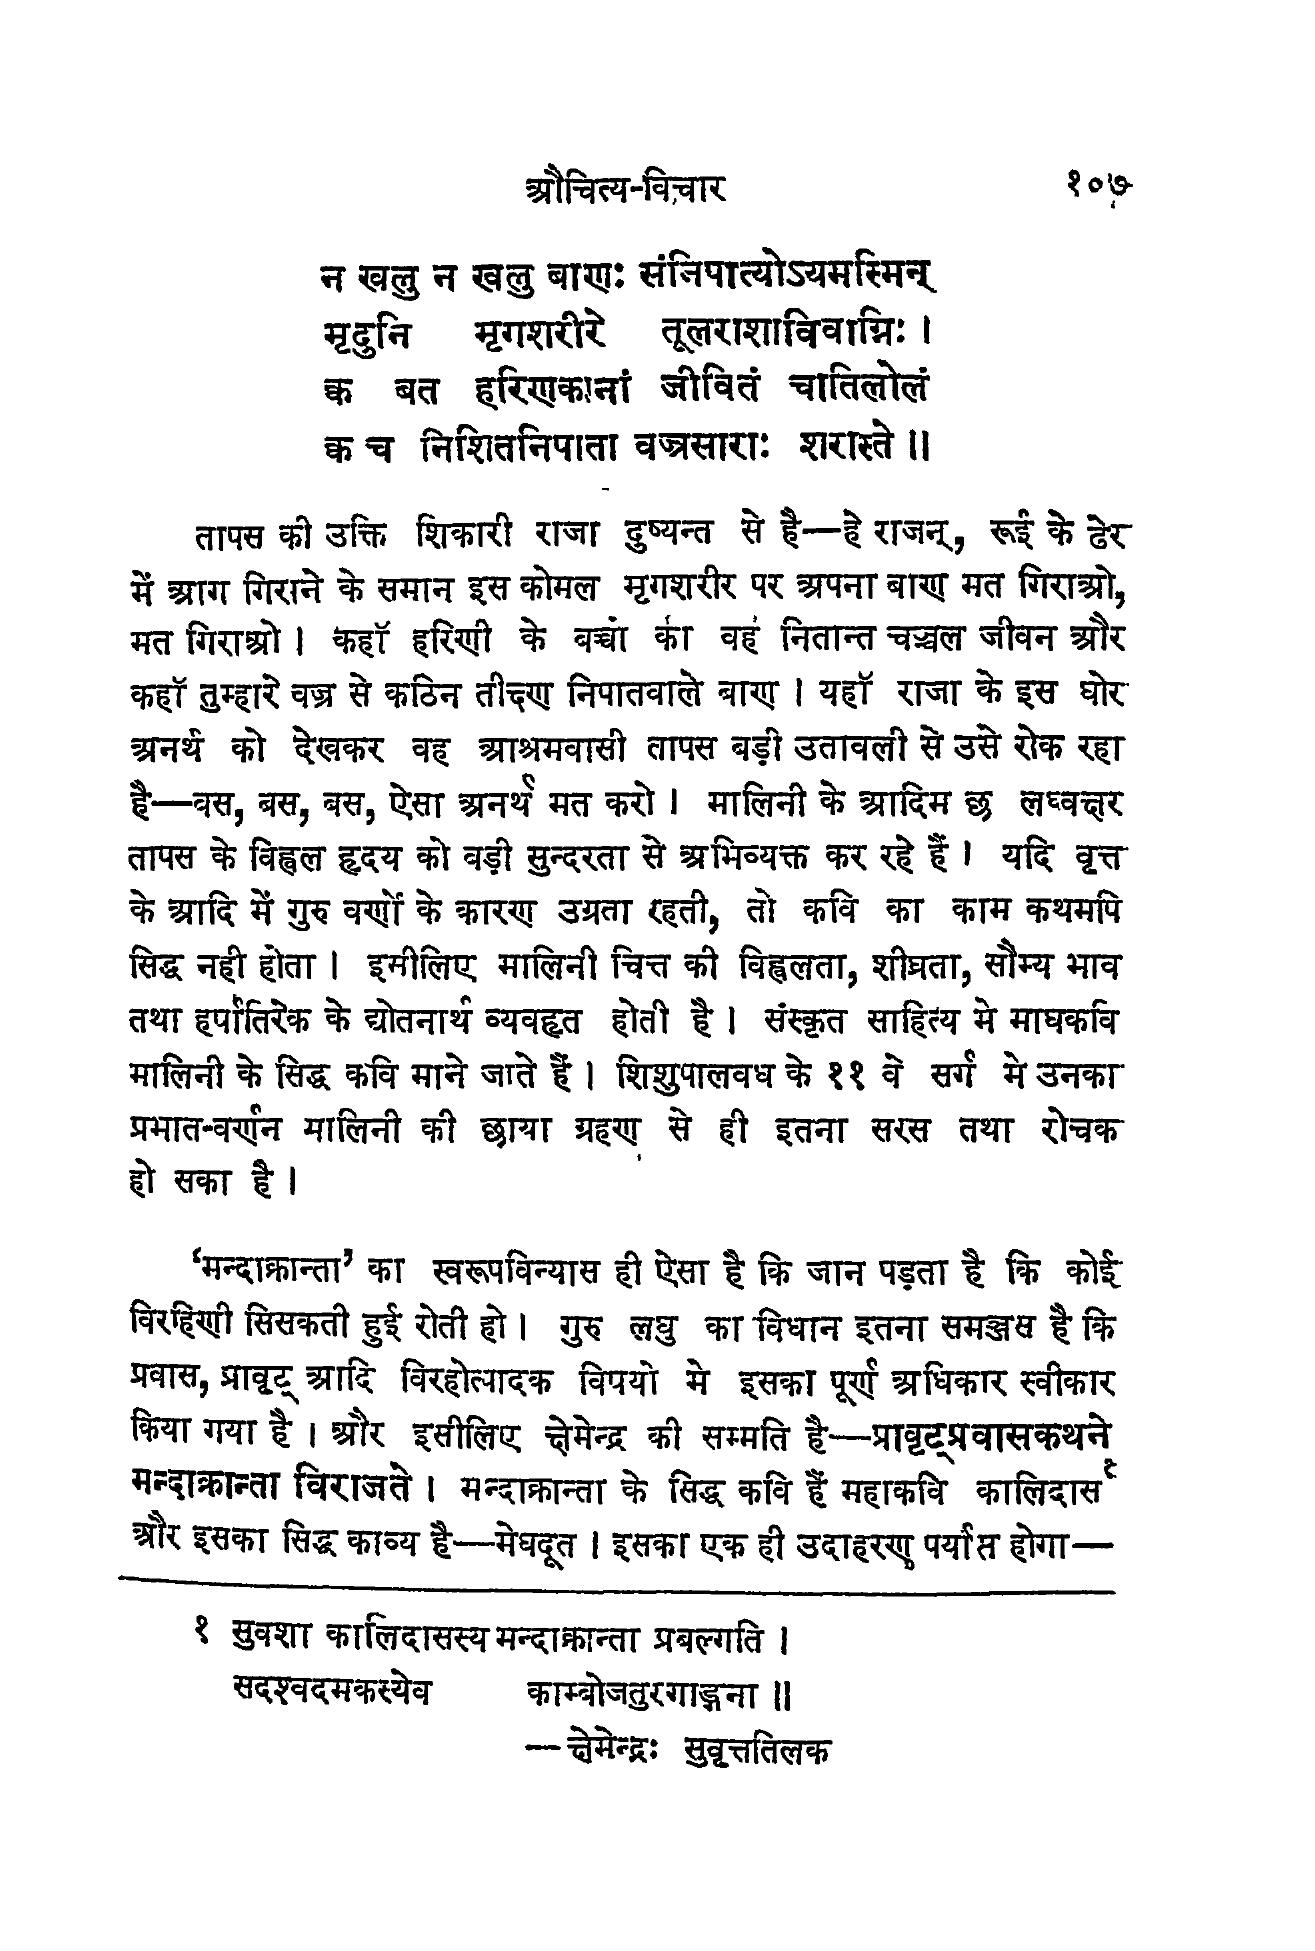 औचित्य-विचार १०७
न खलु न खलु बाणः संनिपात्योऽयमस्मिन्
मृदुनि मृगशरीरे तूलराशाविवाग्निः ।
क्व बत हरिणकानां जीवितं चातिलोलं
क्व च निशितनिपाता वज्रसाराः शरास्ते ॥
तापस की उक्ति शिकारी राजा दुष्यन्त से है—हे राजन्, रूई के ढेर
में आग गिराने के समान इस कोमल मृगशरीर पर अपना बाण मत गिराओ,
मत गिराओ । कहाँ हरिणी के बच्चों का वह नितान्त चञ्चल जीवन और
कहाँ तुम्हारे वज्र से कठिन तीक्ष्ण निपातवाले बाण । यहाँ राजा के इस घोर
अनर्थ को देखकर वह आश्रमवासी तापस बड़ी उतावली से उसे रोक रहा
है—वस, बस, बस, ऐसा अनर्थ मत करो । मालिनी के आदिम छ लघ्वक्षर
तापस के विह्वल हृदय को वड़ी सुन्दरता से अभिव्यक्त कर रहे हैं । यदि वृत्त
के आदि में गुरु वर्णों के कारण उग्रता रहती, तो कवि का काम कथमपि
सिद्ध नही होता । इसीलिए मालिनी चित्त की विह्वलता, शीघ्रता, सौम्य भाव
तथा हर्षातिरेक के द्योतनार्थ व्यवहृत होती है । संस्कृत साहित्य मे माघकवि
मालिनी के सिद्ध कवि माने जाते हैं । शिशुपालवध के ११ वें सर्ग मे उनका
प्रभात-वर्णन मालिनी की छाया ग्रहण से ही इतना सरस तथा रोचक
हो सका है ।
‘मन्दाक्रान्ता’ का स्वरूपविन्यास ही ऐसा है कि जान पड़ता है कि कोई
विरहिणी सिसकती हुई रोती हो । गुरु लघु का विधान इतना समञ्जस है कि
प्रवास, प्रावृट् आदि विरहोत्पादक विषयो मे इसका पूर्ण अधिकार स्वीकार
किया गया है । और इसीलिए क्षेमेन्द्र की सम्मति है—प्रावृट्प्रवासकथने
मन्दाक्रान्ता विराजते । मन्दाक्रान्ता के सिद्ध कवि हैं महाकवि कालिदास १
और इसका सिद्ध काव्य है—मेघदूत । इसका एक ही उदाहरण पर्याप्त होगा—
१ सुवशा कालिदासस्य मन्दाक्रान्ता प्रबल्गति ।
सदश्वदमकस्येव काम्बोजतुरगाङ्गना ॥
— क्षेमेन्द्रः सुवृत्ततिलक